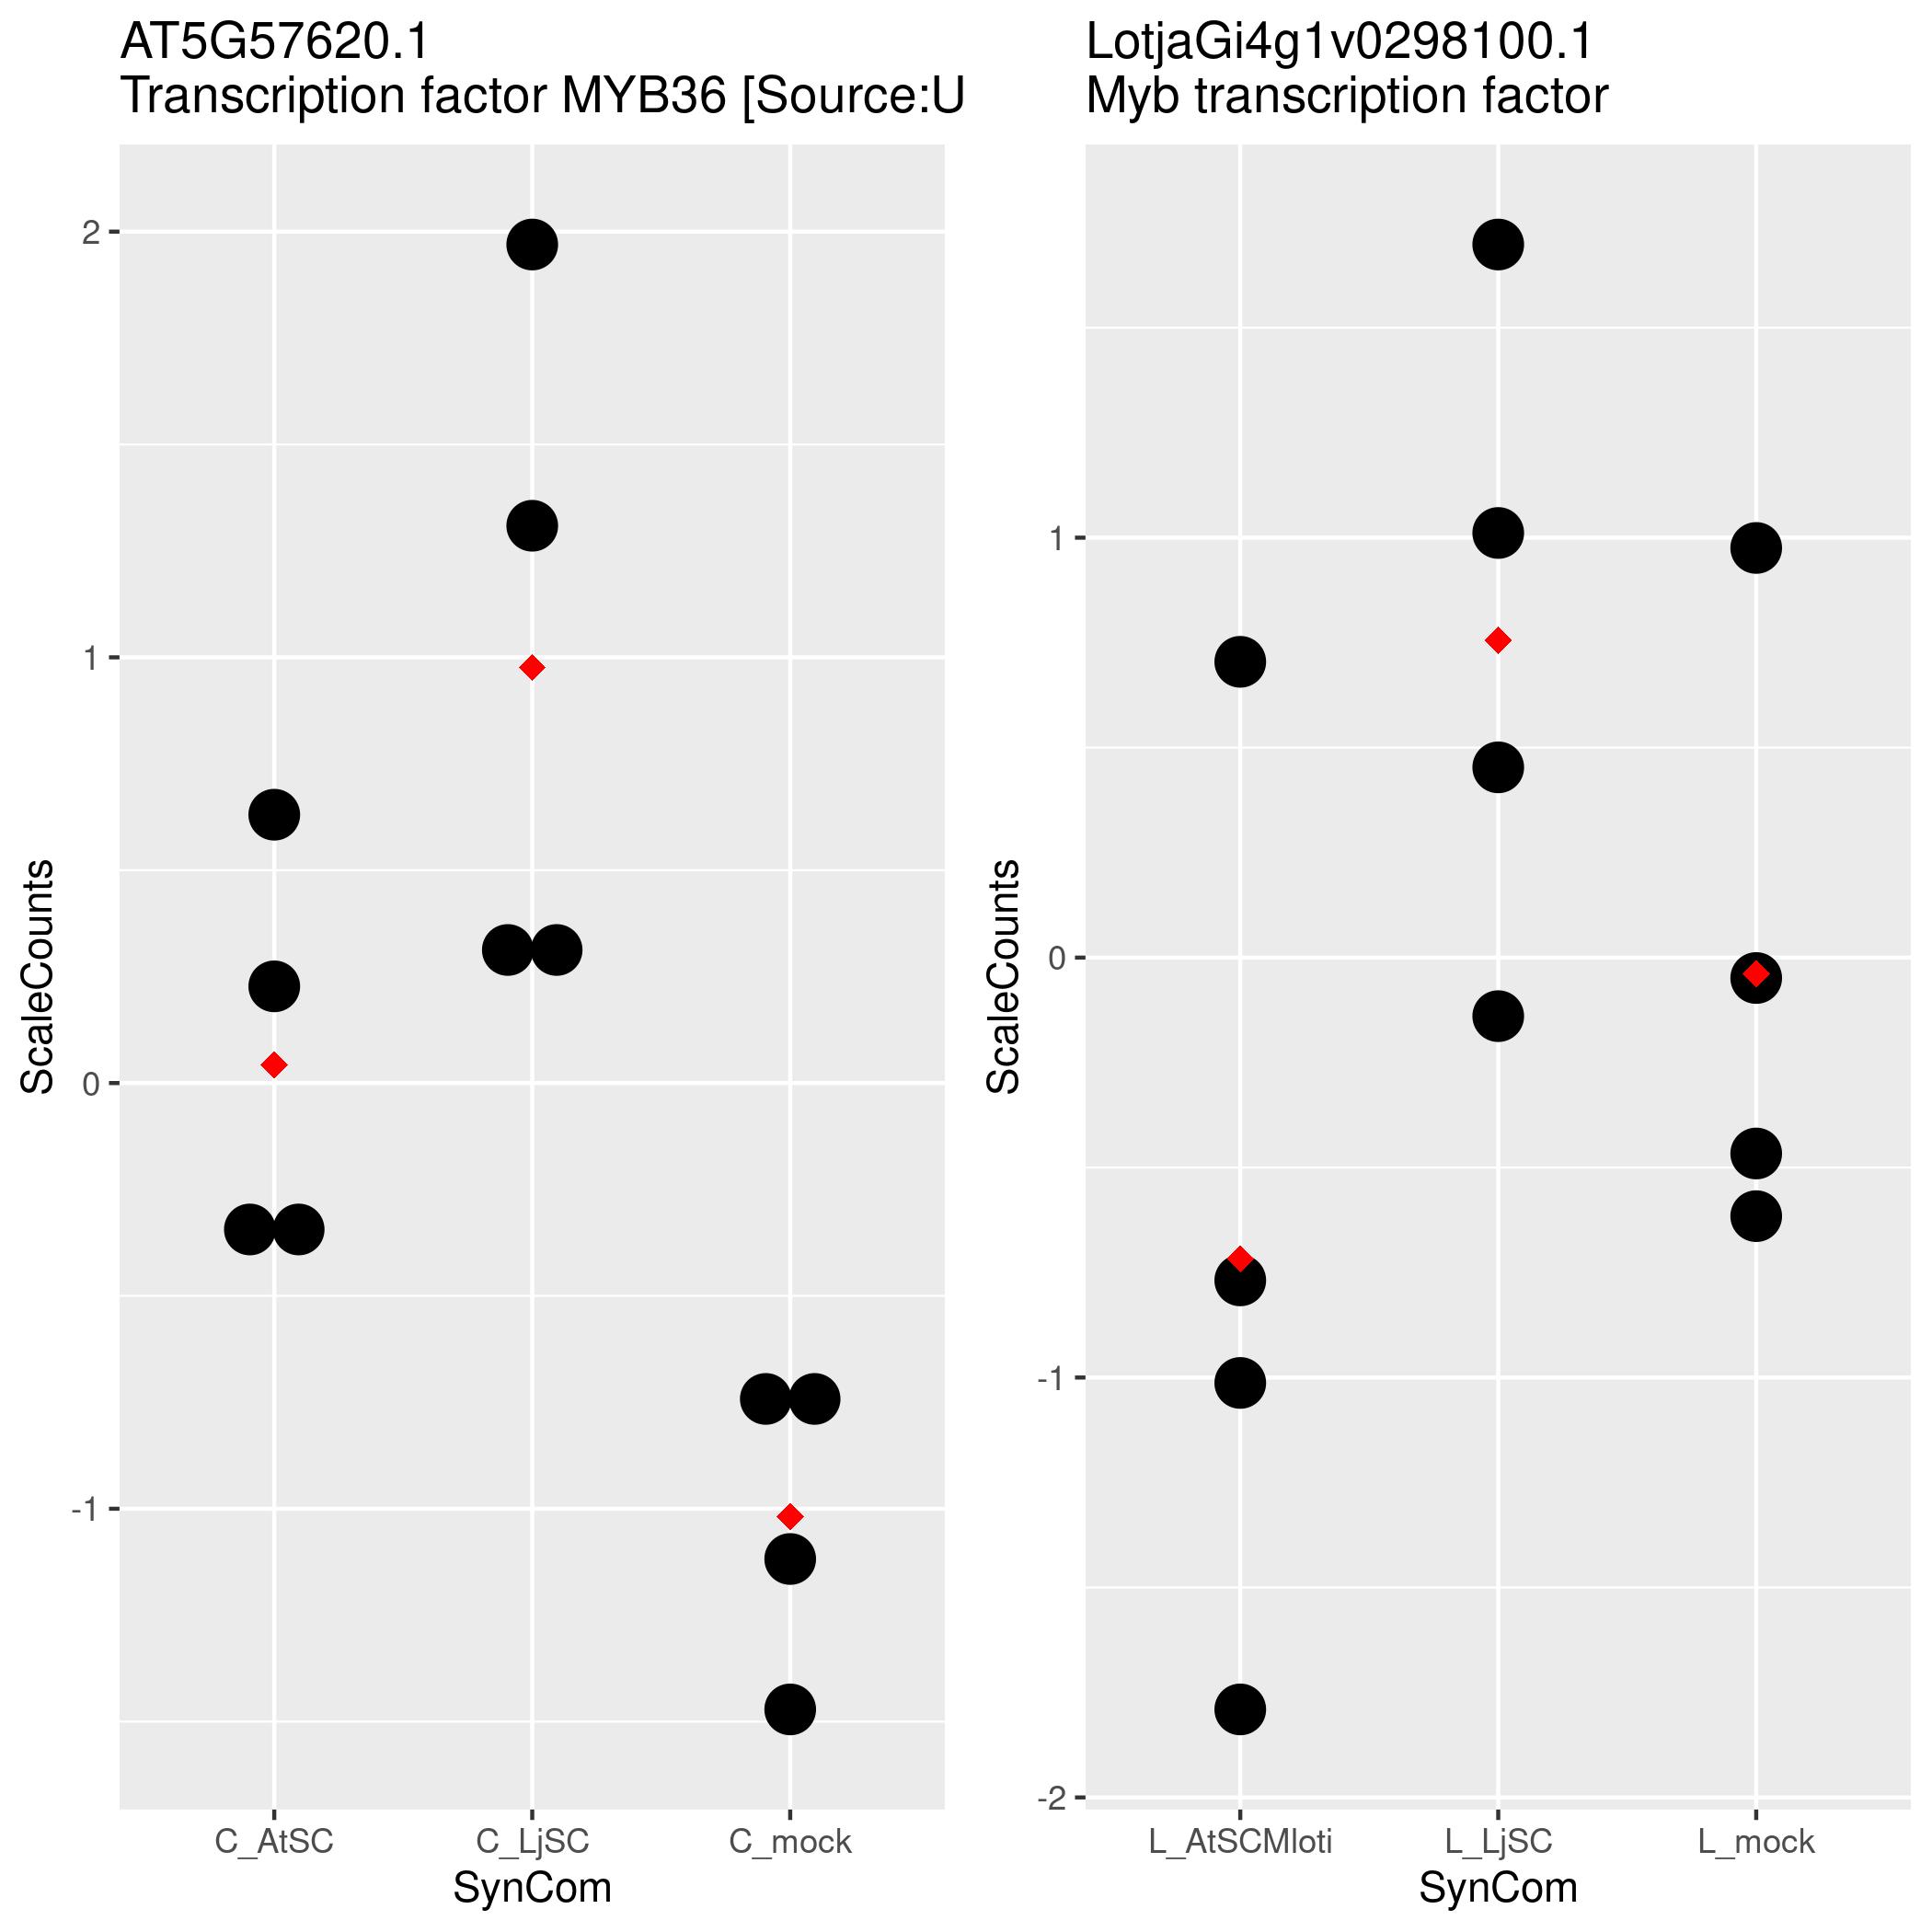 AT5G57620.1
Transcription factor MYB36 [Source:U
ScaleCounts
2
1
0
-1
C_AtSC C_LjSC C_mock
SynCom
LotjaGi4g1v0298100.1
Myb transcription factor
ScaleCounts
1
0
-1
-2
L_AtSCMloti L_LjSC L_mock
SynCom